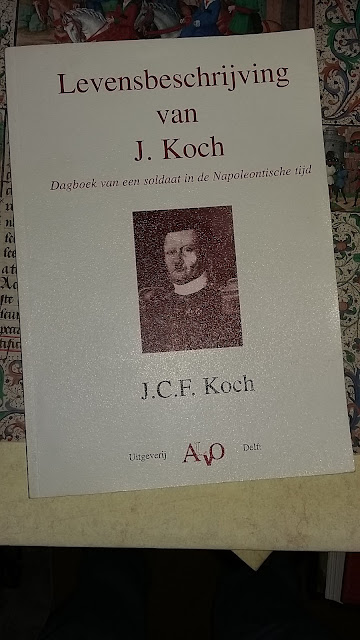 Levensbeschrijving
van
J. Koch
Dagboek van een soldaat in de Napoleontische tijd
J.C.F. Koch
Uitgeverij AVO Delft